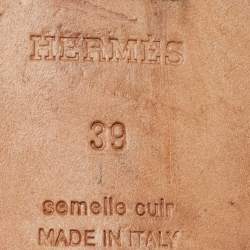 HERMES
39
semelle cuir
MADE IN ITALY